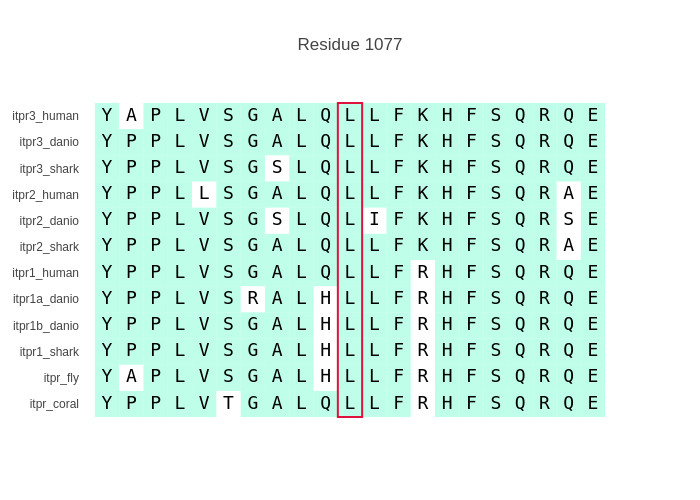 Residue 1077
itpr3_human Y A P L V S G A L Q L L F K H F S Q R Q E
itpr3_danio Y P P L V S G A L Q L L F K H F S Q R Q E
itpr3_shark Y P P L V S G S L Q L L F K H F S Q R Q E
itpr2_human Y P P L L S G A L Q L L F K H F S Q R A E
itpr2_danio Y P P L V S G S L Q L I F K H F S Q R S E
itpr2_shark Y P P L V S G A L Q L L F K H F S Q R A E
itpr1_human Y P P L V S G A L Q L L F R H F S Q R Q E
itpr1a_danio Y P P L V S R A L H L L F R H F S Q R Q E
itpr1b_danio Y P P L V S G A L H L L F R H F S Q R Q E
itpr1_shark Y P P L V S G A L H L L F R H F S Q R Q E
itpr_fly Y A P L V S G A L H L L F R H F S Q R Q E
itpr_coral Y P P L V T G A L Q L L F R H F S Q R Q E